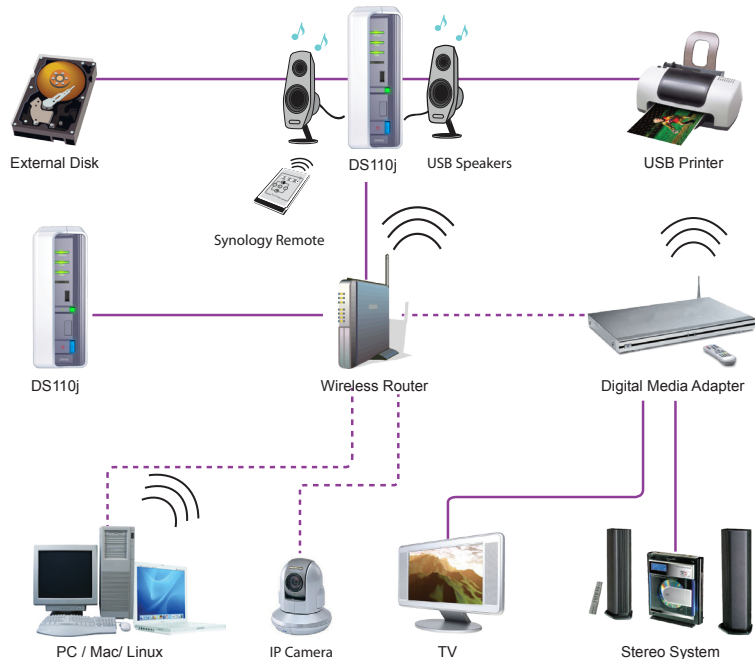 External Disk
DS110j
USB Speakers
USB Printer
Synology Remote
DS110j
Wireless Router
Digital Media Adapter
PC / Mac/ Linux
IP Camera
TV
Stereo System